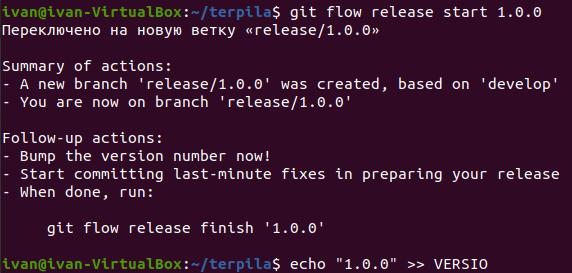 ivan@ivan-VirtualBox:~/terpila$ git flow release start 1.0.0
Переключено на новую ветку «release/1.0.0»
Summary of actions:
- A new branch 'release/1.0.0' was created, based on 'develop'
- You are now on branch 'release/1.0.0'
Follow-up actions:
- Bump the version number now!
- Start committing last-minute fixes in preparing your release
- When done, run:
git flow release finish '1.0.0'
ivan@ivan-VirtualBox:~/terpila$ echo "1.0.0" >> VERSIO